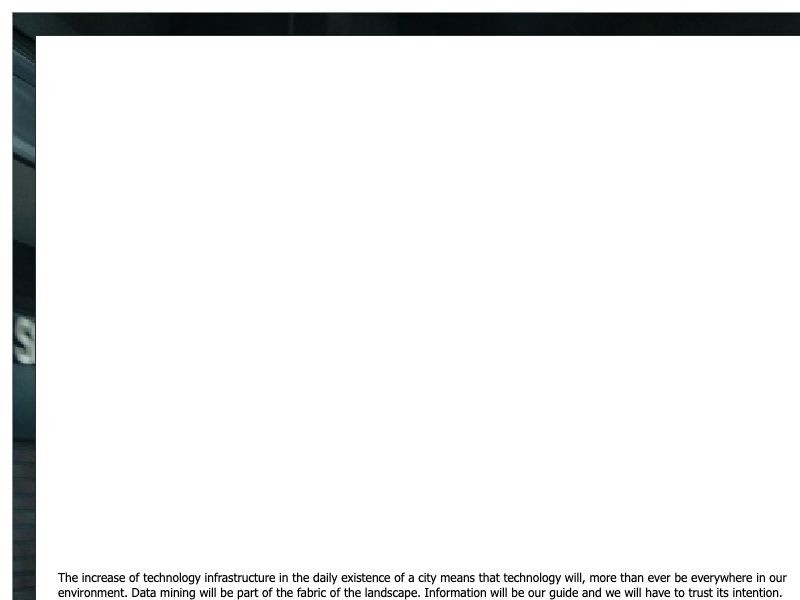 S
The increase of technology infrastructure in the daily existence of a city means that technology will, more than ever be everywhere in our
environment. Data mining will be part of the fabric of the landscape. Information will be our guide and we will have to trust its intention.